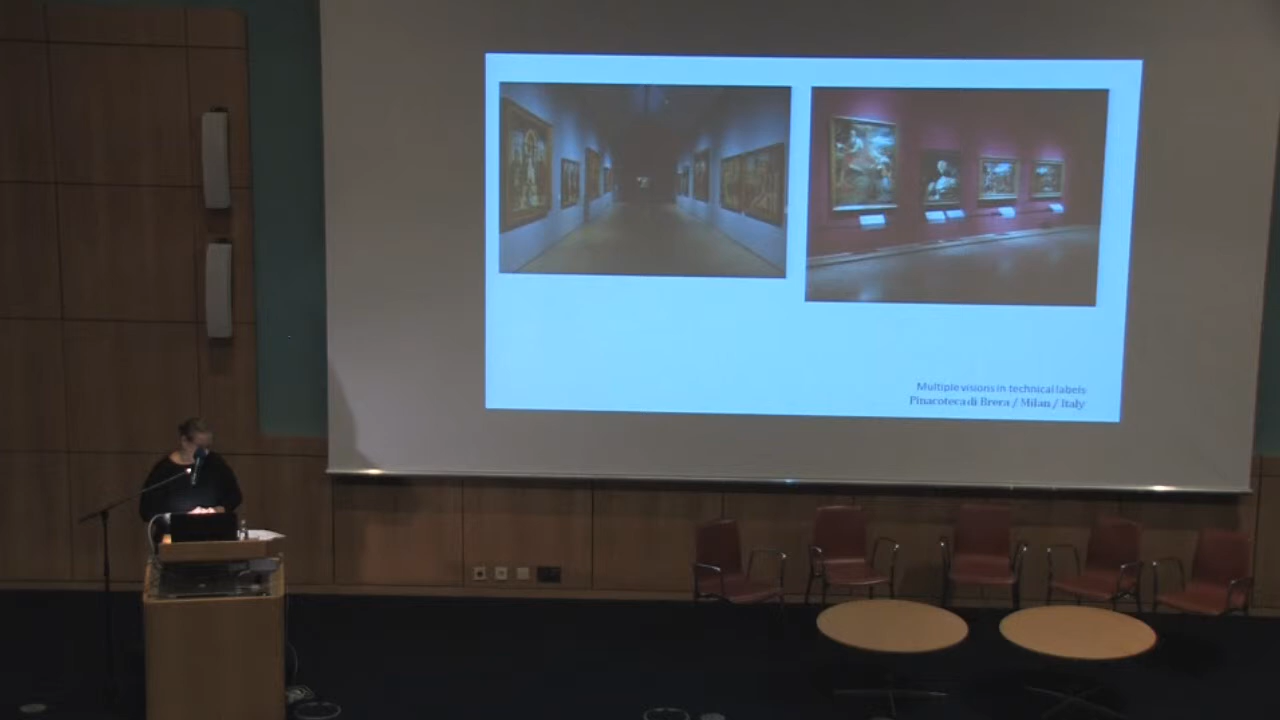 Multiple visions in technical labels
Pinacoteca di Brera / Milan / Italy